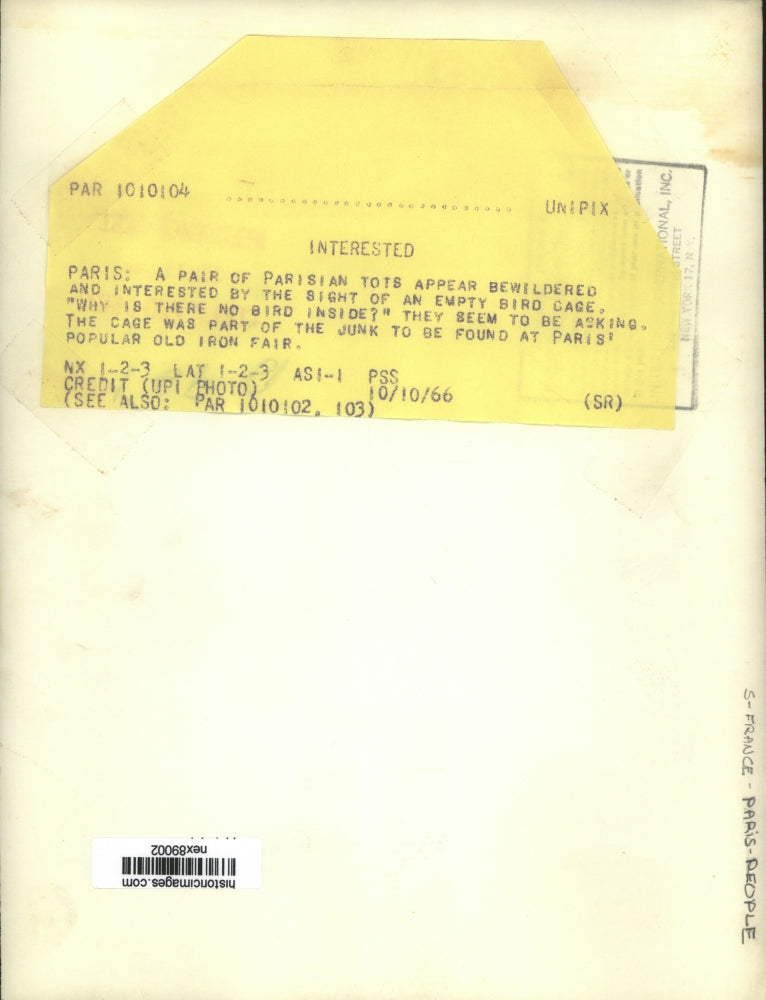 PAR 1010104 ................................ UNIPIX
INTERESTED
PARIS: A PAIR OF PARISIAN TOTS APPEAR BEWILDERED
AND INTERESTED BY THE SIGHT OF AN EMPTY BIRD CAGE.
"WHY IS THERE NO BIRD INSIDE?" THEY SEEM TO BE ASKING.
THE CAGE WAS PART OF THE JUNK TO BE FOUND AT PARIS'
POPULAR OLD IRON FAIR.
NX 1-2-3 LAT 1-2-3 ASI-1 PSS
CREDIT (UPI PHOTO) 10/10/66
(SEE ALSO: PAR 1010102, 103) (SR)
IONAL, INC.
STREET
NEW YORK 17, N.Y.
S- FRANCE - PARIS - PEOPLE
historicimages.com
nex89002